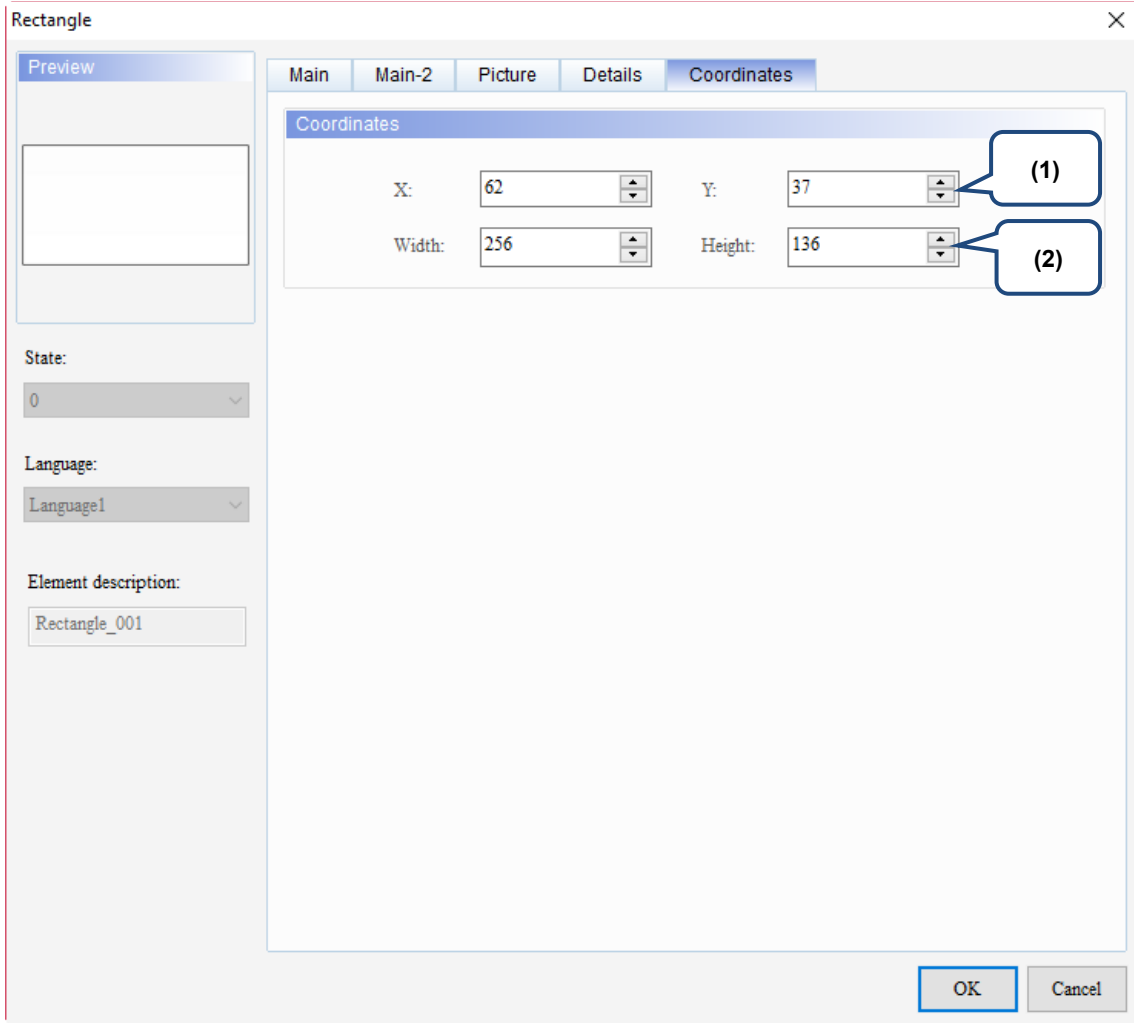 Rectangle
Preview
Main Main-2 Picture Details Coordinates
Coordinates
X: 62 Y: 37 (1)
Width: 256 Height: 136 (2)
State:
0
Language:
Language1
Element description:
Rectangle_001
OK Cancel